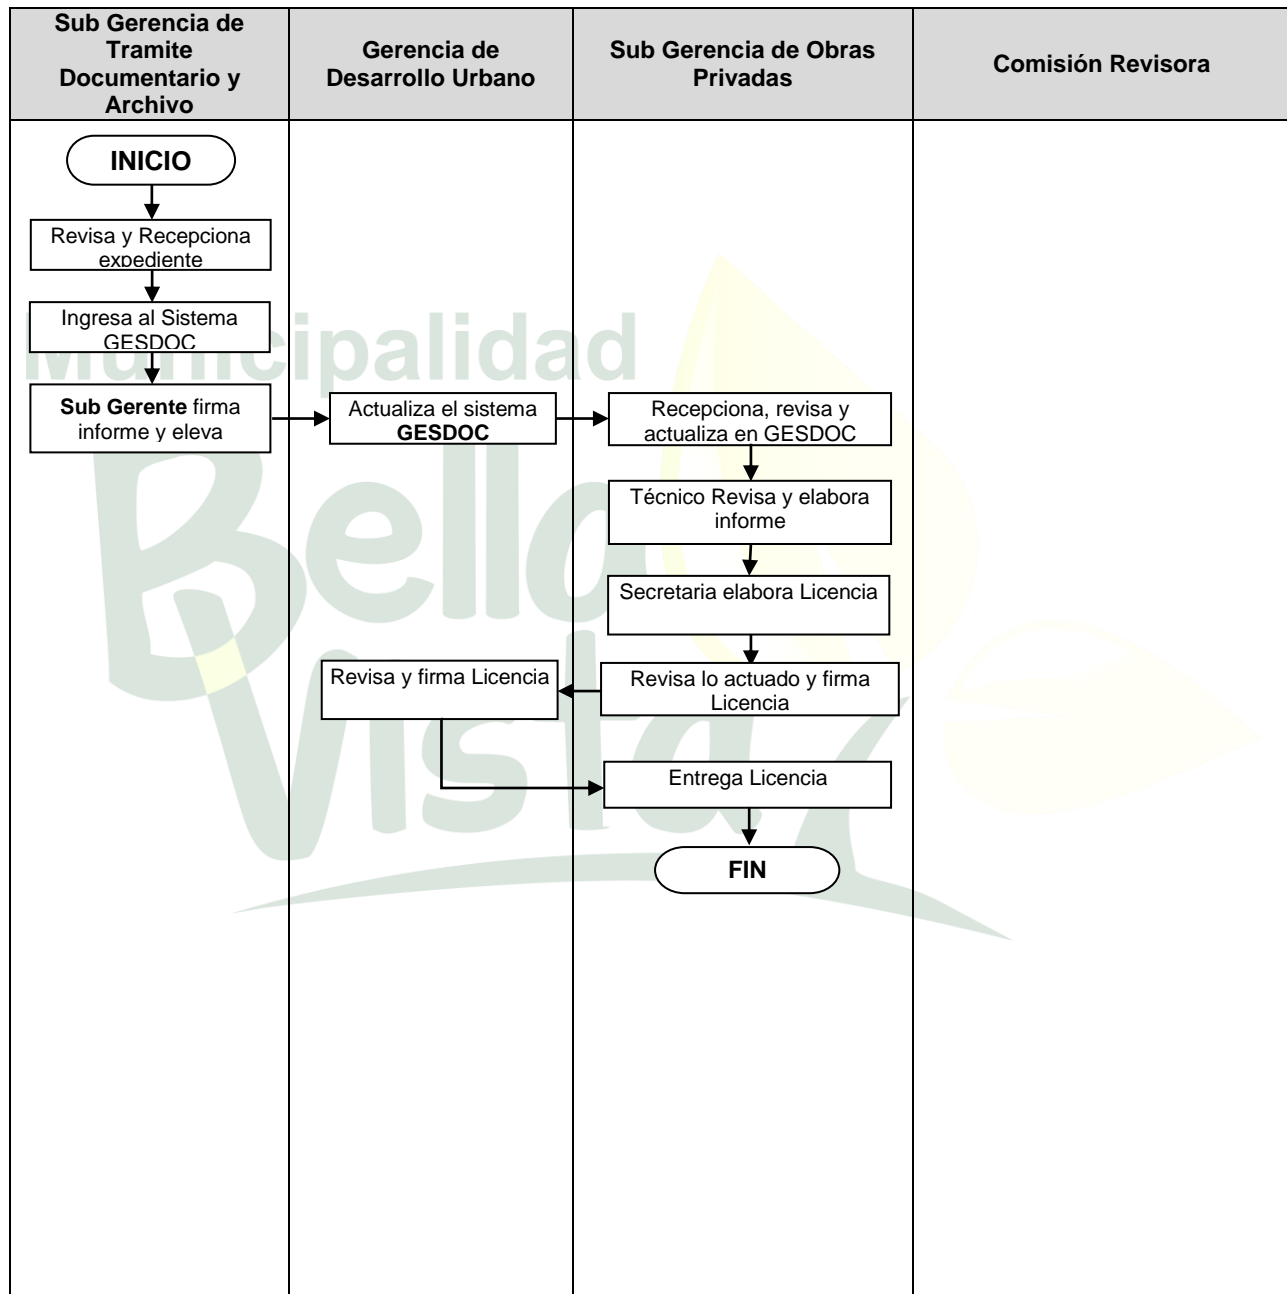 Sub Gerencia de
Tramite
Documentario y
Archivo
Gerencia de
Desarrollo Urbano
Sub Gerencia de Obras
Privadas
Comisión Revisora
INICIO
Revisa y Recepciona
expediente
Ingresa al Sistema
GESDOC
Sub Gerente firma
informe y eleva
Actualiza el sistema
GESDOC
Recepciona, revisa y
actualiza en GESDOC
Técnico Revisa y elabora
informe
Secretaria elabora Licencia
Revisa lo actuado y firma
Licencia
Revisa y firma Licencia
Entrega Licencia
FIN
Municipalidad
Bella
Vista